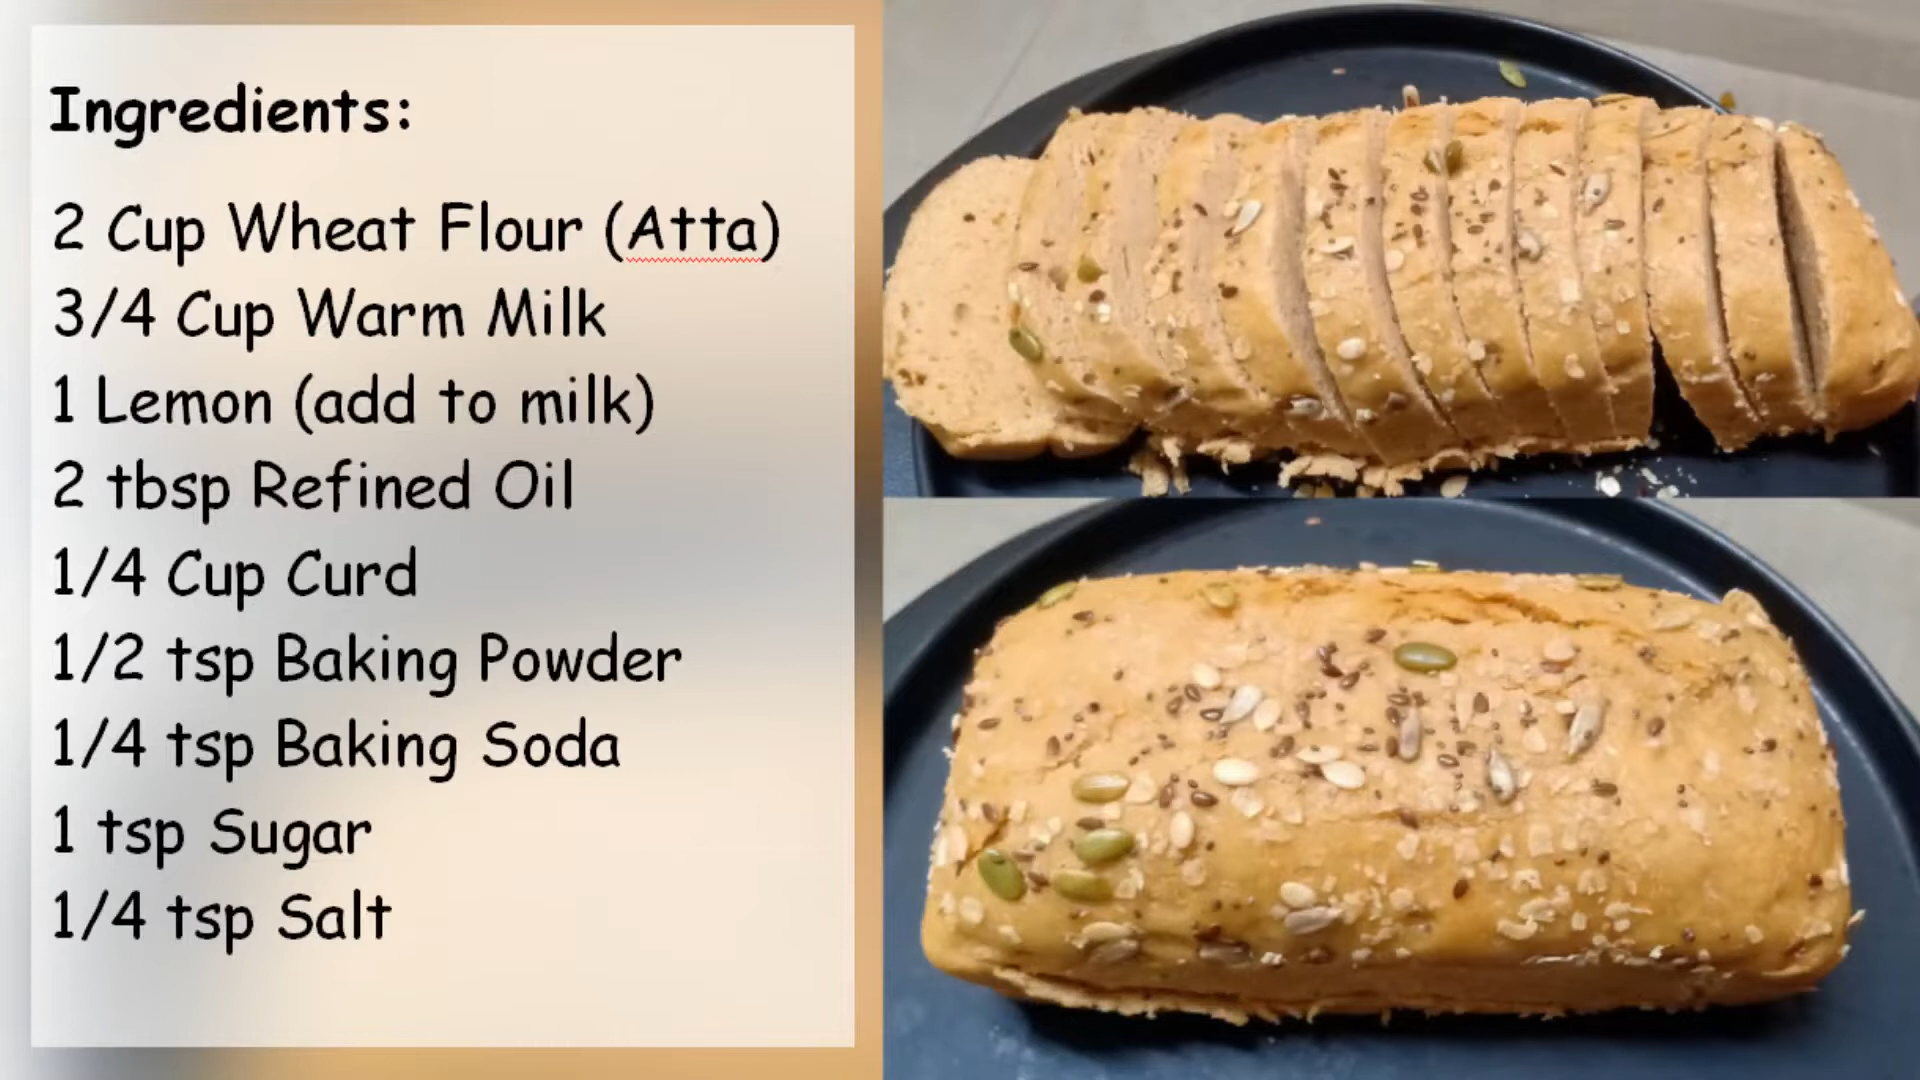 Ingredients:
2 Cup Wheat Flour (Atta)
3/4 Cup Warm Milk
1 Lemon (add to milk)
2 tbsp Refined Oil
1/4 Cup Curd
1/2 tsp Baking Powder
1/4 tsp Baking Soda
1 tsp Sugar
1/4 tsp Salt